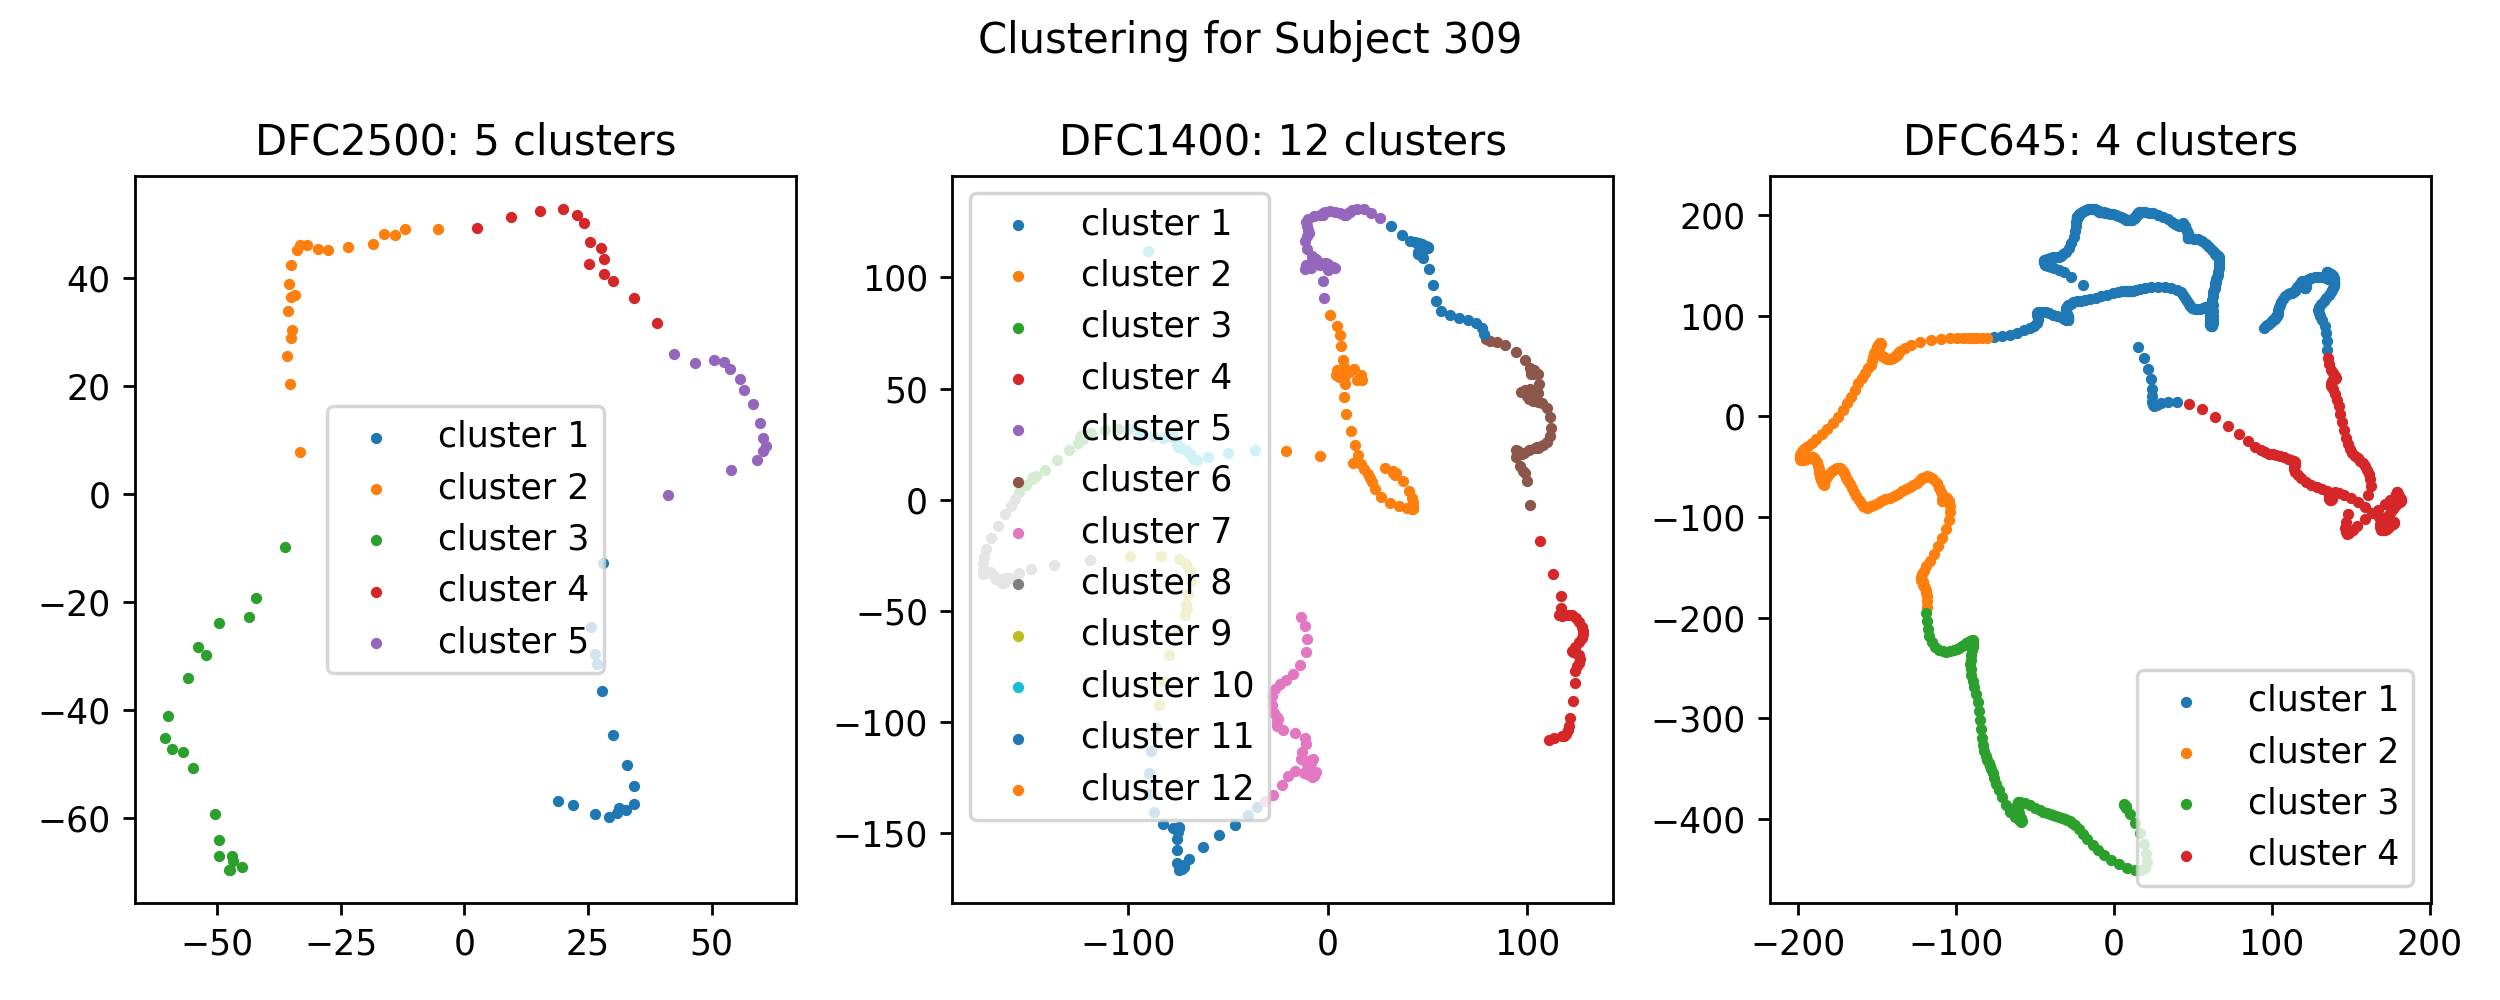 Clustering for Subject 309
DFC2500: 5 clusters
40
20
0
−20
−40
−60
−50
−25
0
25
50
cluster 1
cluster 2
cluster 3
cluster 4
cluster 5
DFC1400: 12 clusters
100
50
0
−50
−100
−150
−100
0
100
cluster 1
cluster 2
cluster 3
cluster 4
cluster 5
cluster 6
cluster 7
cluster 8
cluster 9
cluster 10
cluster 11
cluster 12
DFC645: 4 clusters
200
100
0
−100
−200
−300
−400
−200
−100
0
100
200
cluster 1
cluster 2
cluster 3
cluster 4